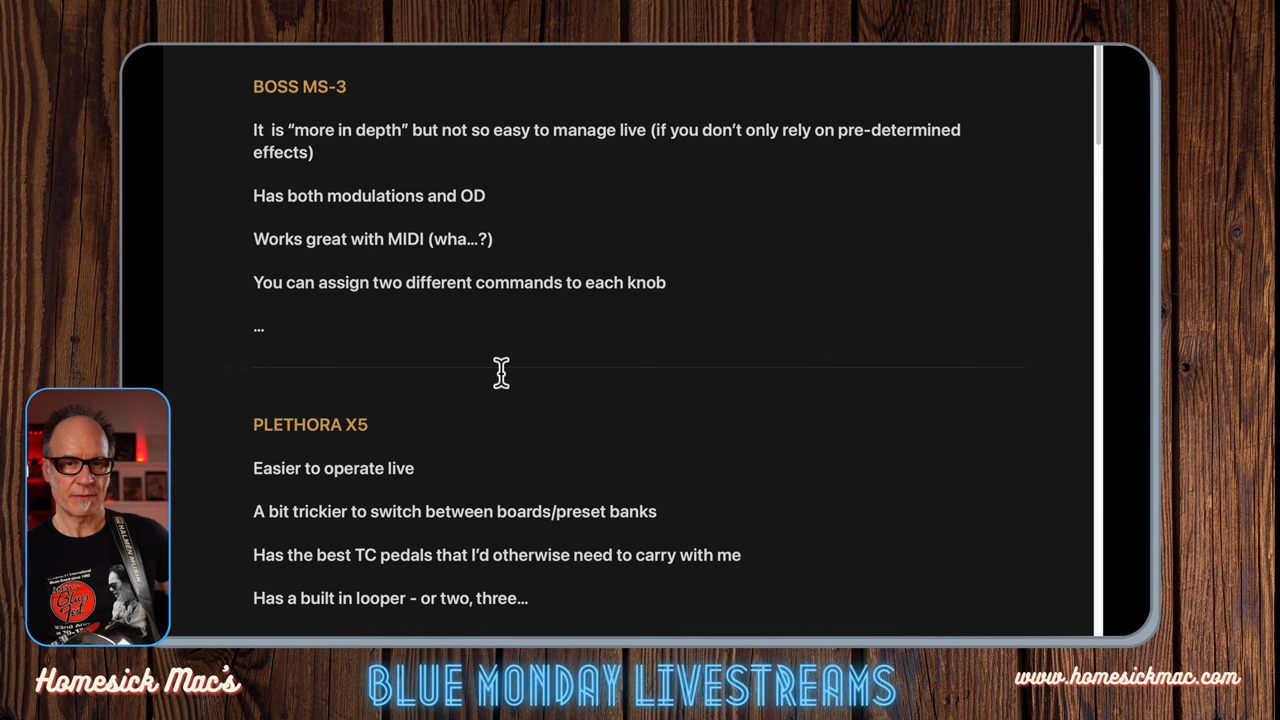 BOSS MS-3
It  is “more in depth” but not so easy to manage live (if you don’t only rely on pre-determined
effects)
Has both modulations and OD
Works great with MIDI (wha...?)
You can assign two different commands to each knob
...
PLETHORA X5
Easier to operate live
A bit trickier to switch between boards/preset banks
Has the best TC pedals that I’d otherwise need to carry with me
Has a built in looper - or two, three...
HALMEN MUSIK
Blues
Fest
Homesick Mac's
BLUE MONDAY LIVESTREAMS
www.homesickmac.com